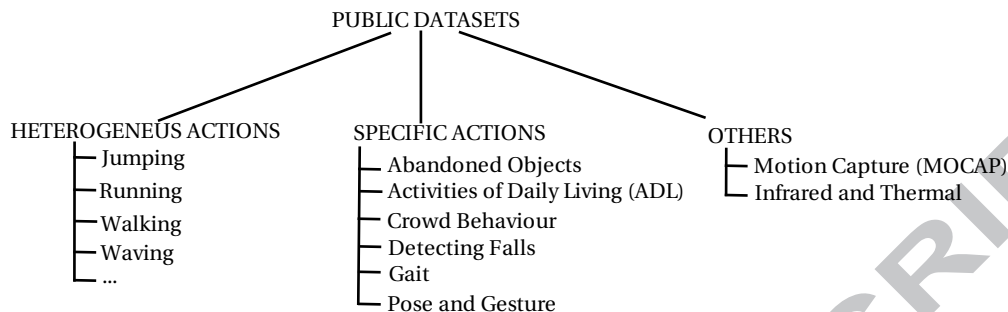 PUBLIC DATASETS
HETEROGENEUS ACTIONS
Jumping
Running
Walking
Waving
...
SPECIFIC ACTIONS
Abandoned Objects
Activities of Daily Living (ADL)
Crowd Behaviour
Detecting Falls
Gait
Pose and Gesture
OTHERS
Motion Capture (MOCAP)
Infrared and Thermal